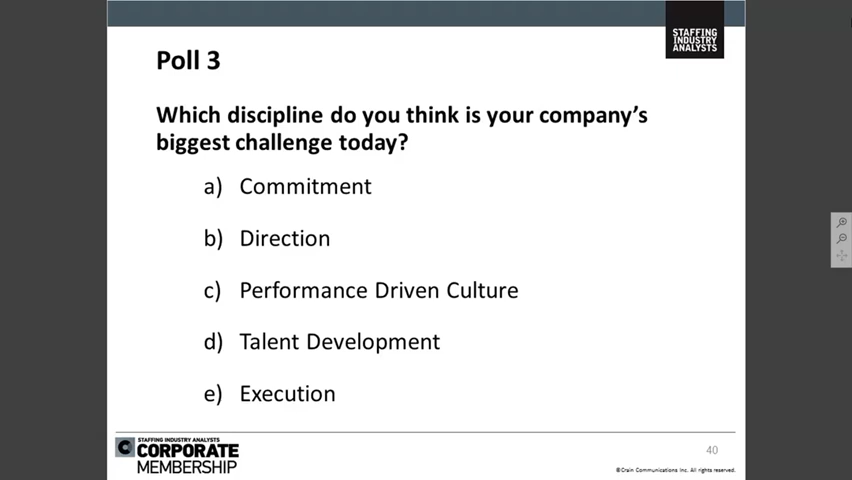 STAFFING
INDUSTRY
ANALYSTS
Poll 3
Which discipline do you think is your company's
biggest challenge today?
a) Commitment
b) Direction
c) Performance Driven Culture
d) Talent Development
e) Execution
STAFFING INDUSTRY ANALYSTS
CORPORATE
MEMBERSHIP
40
©Crain Communications Inc. All rights reserved.